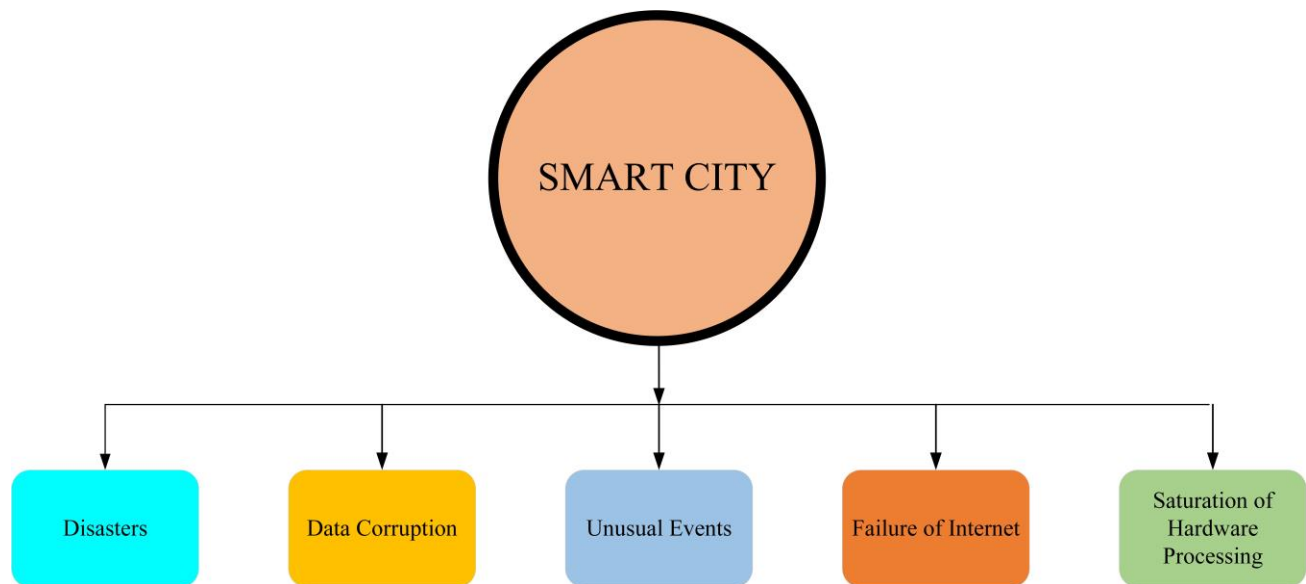 SMART CITY
Disasters
Data Corruption
Unusual Events
Failure of Internet
Saturation of
Hardware
Processing